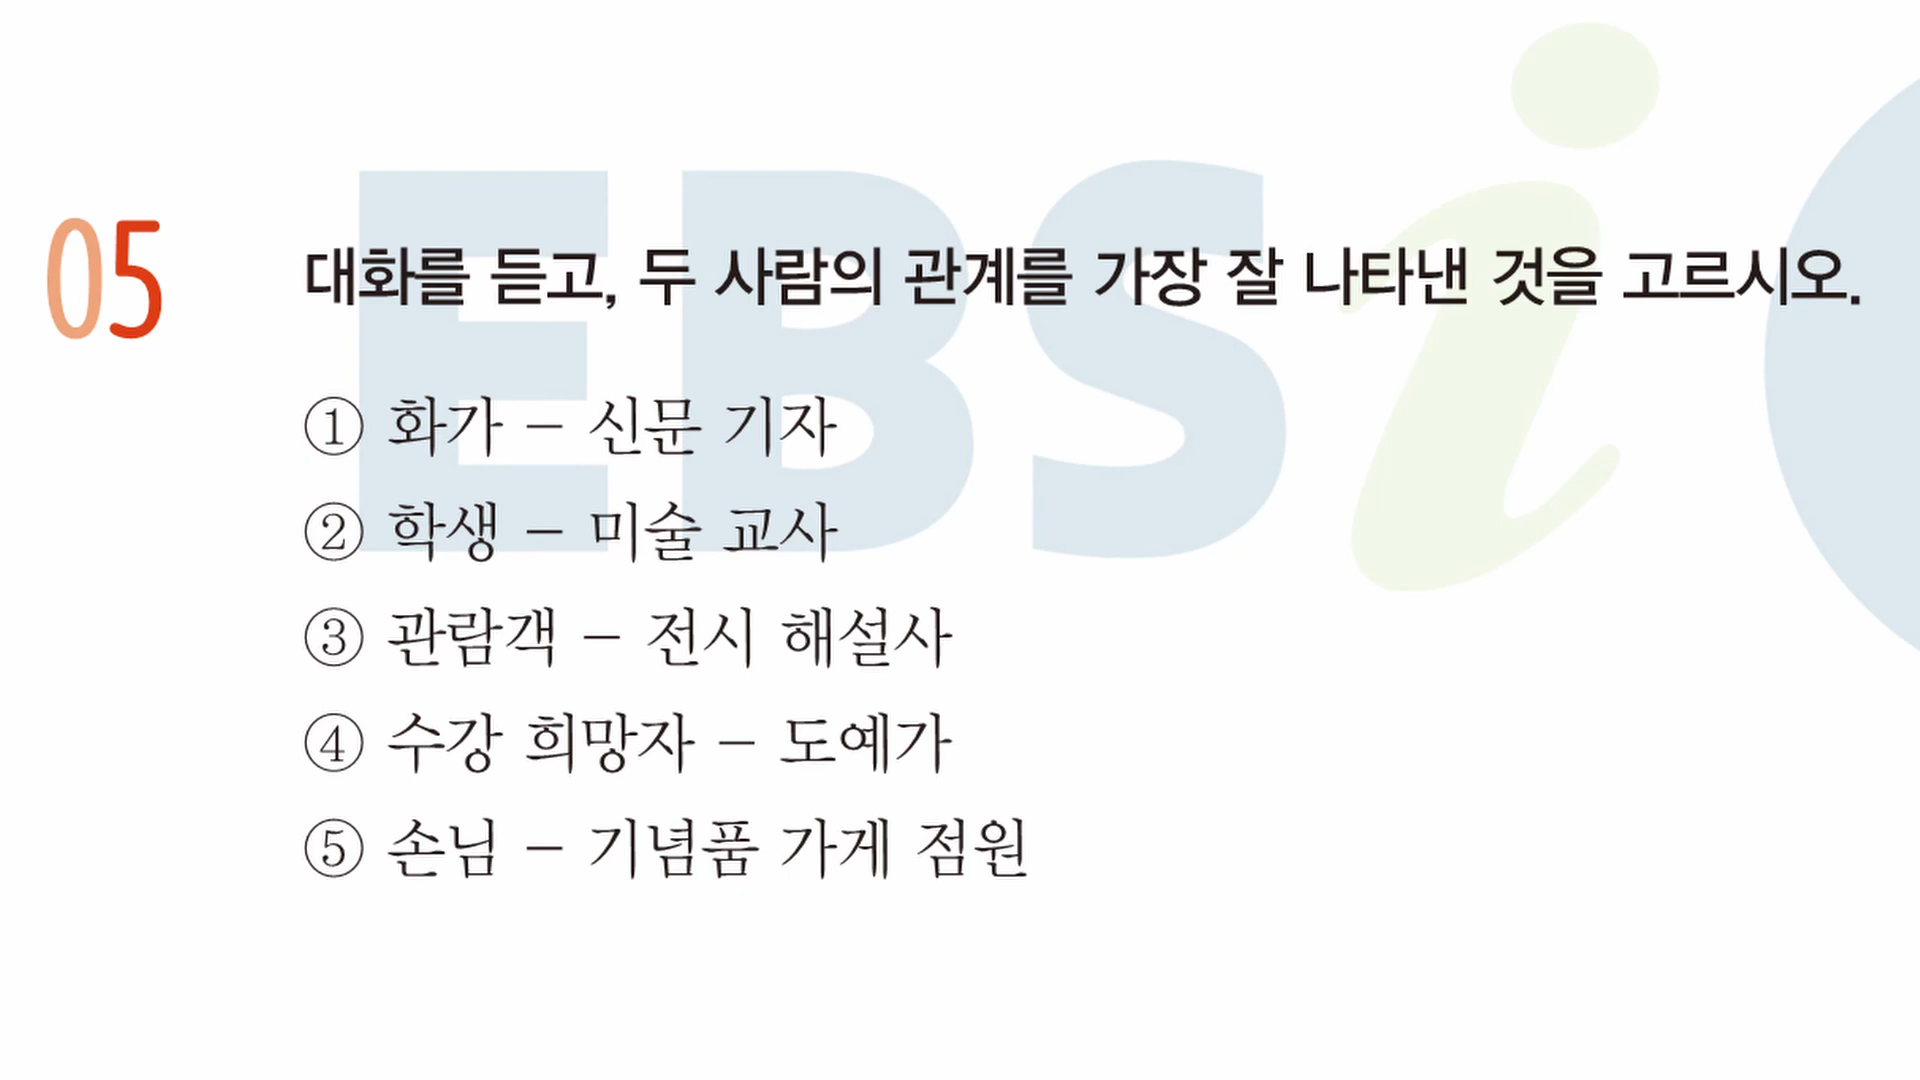 EBSi
05 대화를 듣고, 두 사람의 관계를 가장 잘 나타낸 것을 고르시오.
① 화가 – 신문 기자
② 학생 – 미술 교사
③ 관람객 – 전시 해설사
④ 수강 희망자 – 도예가
⑤ 손님 – 기념품 가게 점원